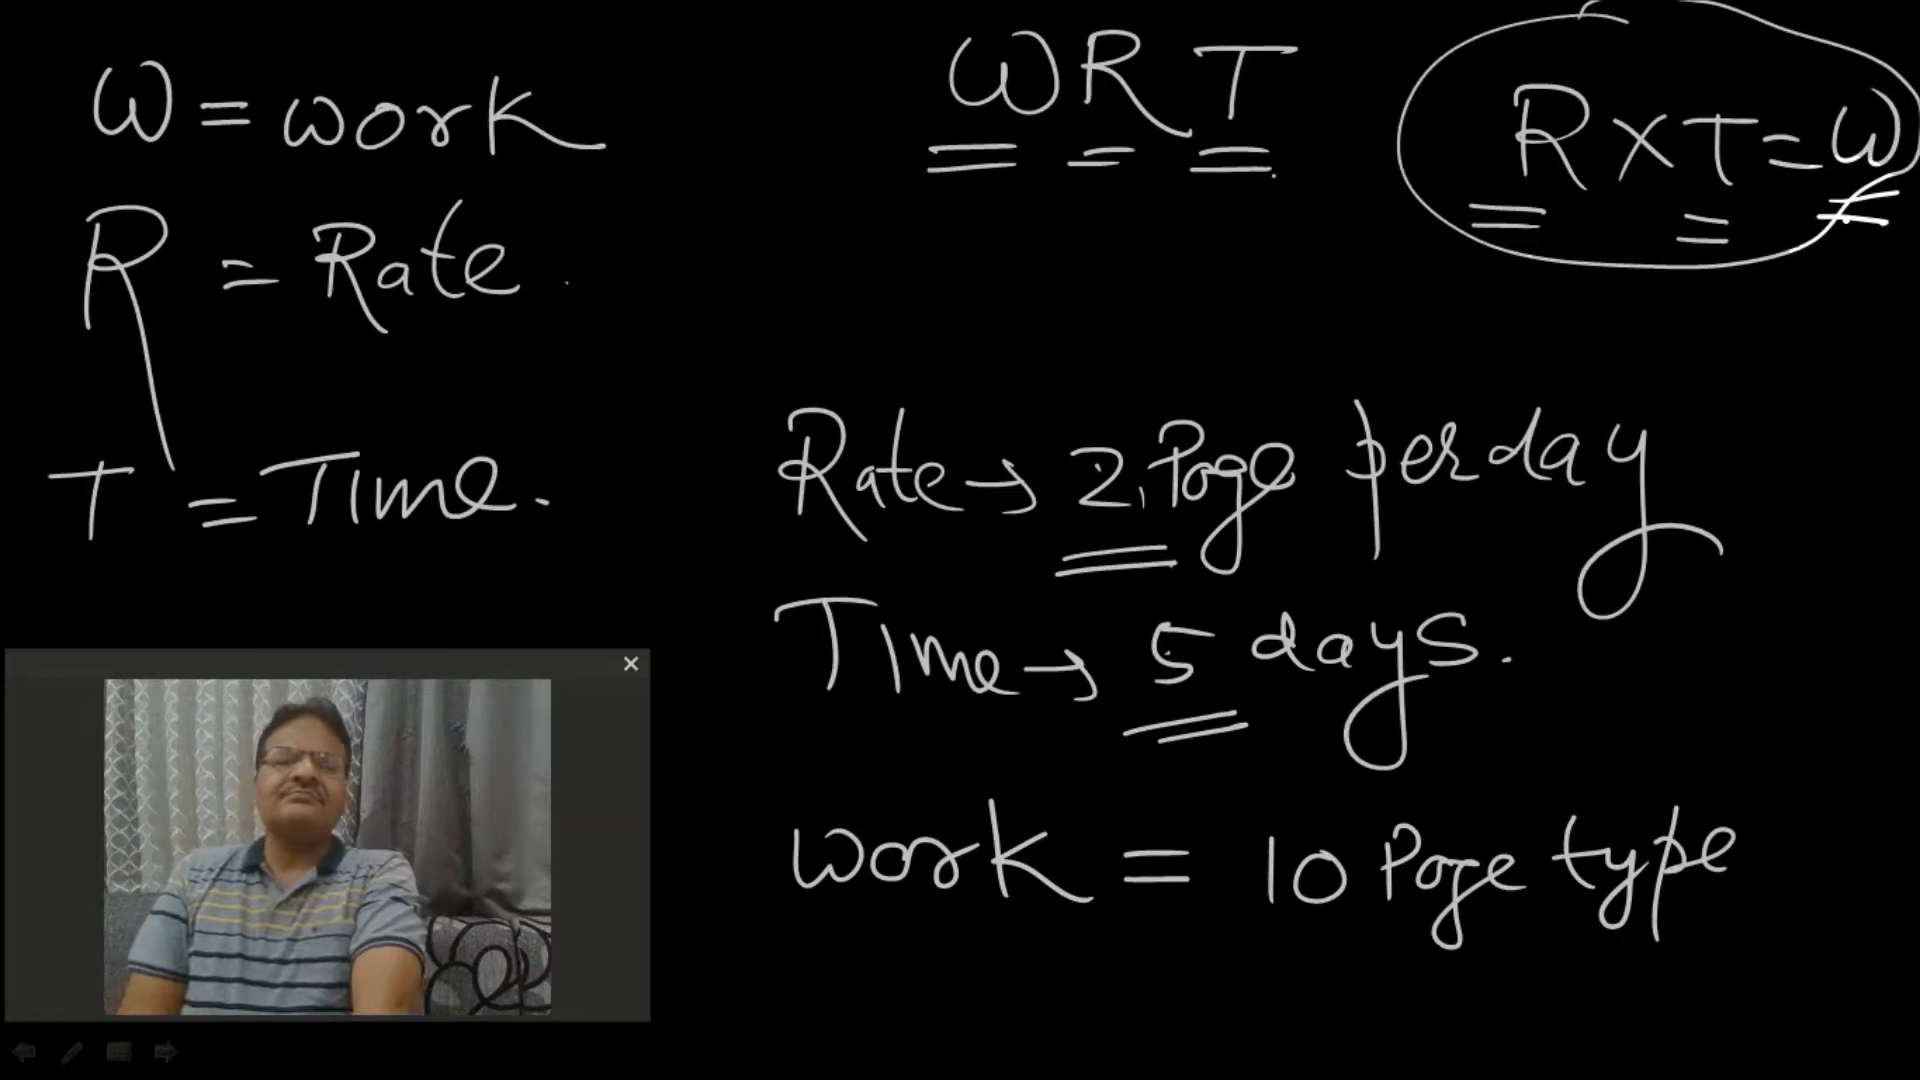 W = work
R = Rate.
T = Time.
WRT
R X T = W
Rate → 2 Page per day
Time → 5 days.
work = 10 Page type